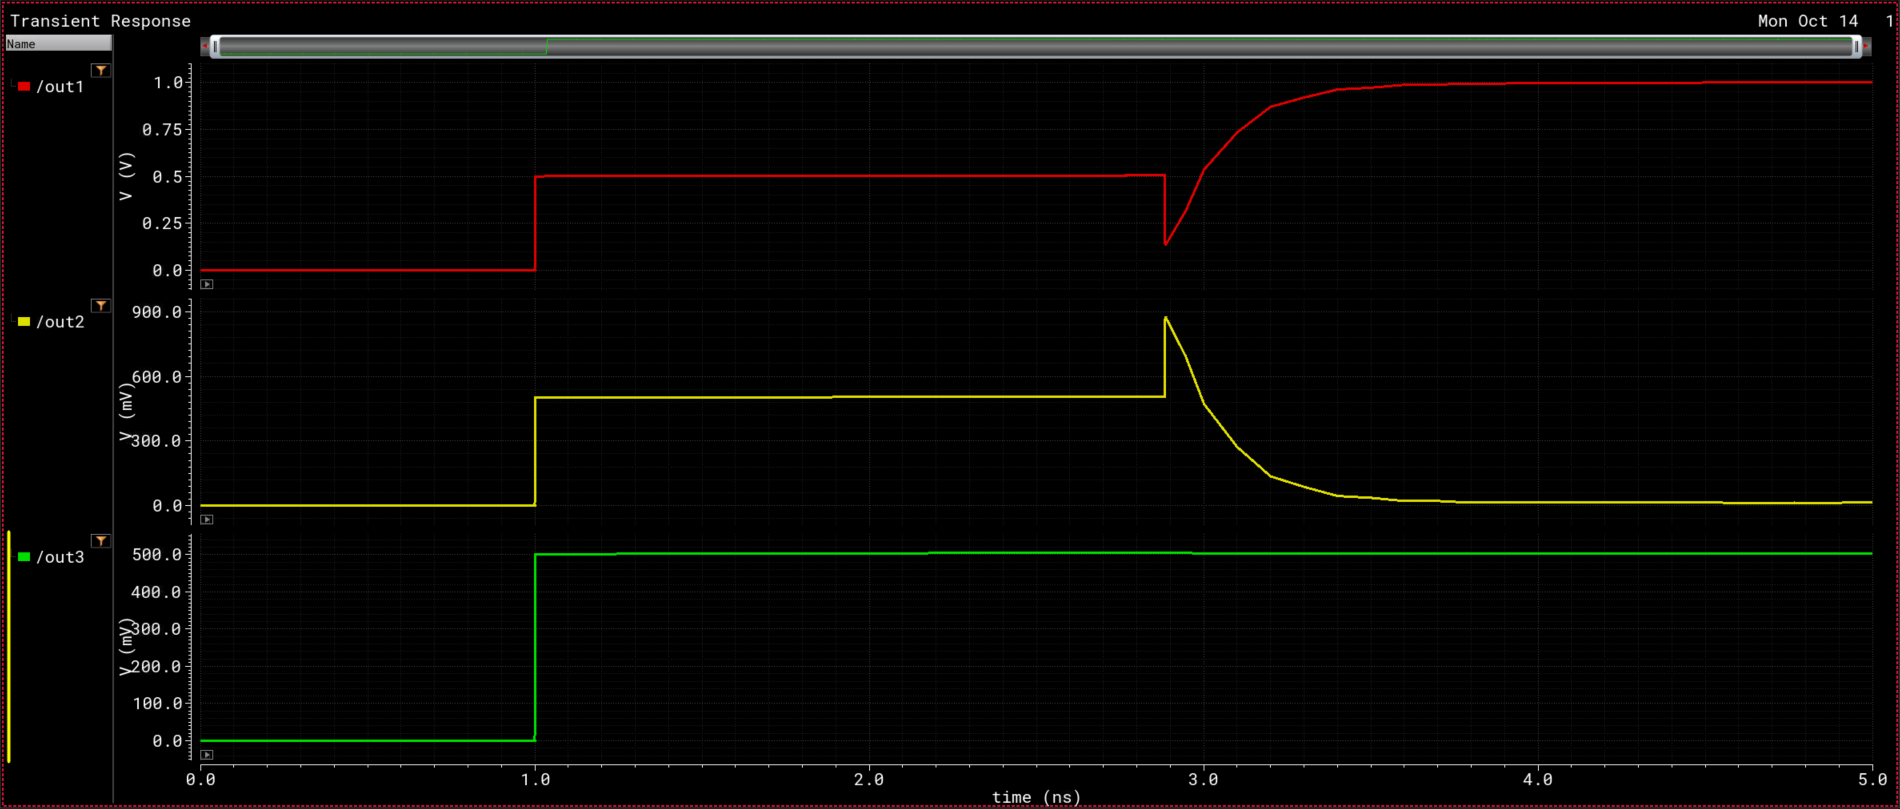 Transient Response
Mon Oct 14 1
Name
/out1
V (V)
1.0
0.75
0.5
0.25
0.0
/out2
V (mV)
900.0
600.0
300.0
0.0
/out3
V (mV)
500.0
400.0
300.0
200.0
100.0
0.0
0.0 1.0 2.0 3.0 4.0 5.0
time (ns)